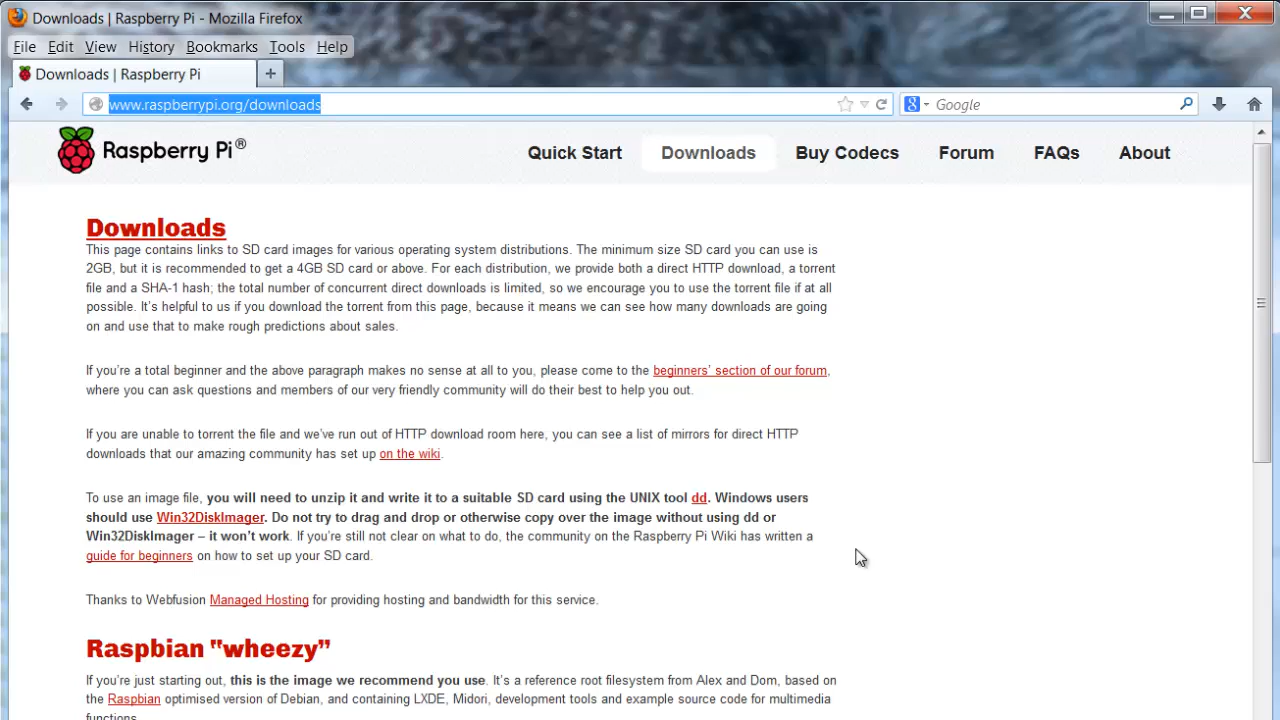 Downloads | Raspberry Pi - Mozilla Firefox
File Edit View History Bookmarks Tools Help
Downloads | Raspberry Pi +
www.raspberrypi.org/downloads
8 Google
Raspberry Pi®
Quick Start Downloads Buy Codecs Forum FAQs About
Downloads
This page contains links to SD card images for various operating system distributions. The minimum size SD card you can use is
2GB, but it is recommended to get a 4GB SD card or above. For each distribution, we provide both a direct HTTP download, a torrent
file and a SHA-1 hash; the total number of concurrent direct downloads is limited, so we encourage you to use the torrent file if at all
possible. It's helpful to us if you download the torrent from this page, because it means we can see how many downloads are going
on and use that to make rough predictions about sales.
If you're a total beginner and the above paragraph makes no sense at all to you, please come to the beginners' section of our forum,
where you can ask questions and members of our very friendly community will do their best to help you out.
If you are unable to torrent the file and we've run out of HTTP download room here, you can see a list of mirrors for direct HTTP
downloads that our amazing community has set up on the wiki.
To use an image file, you will need to unzip it and write it to a suitable SD card using the UNIX tool dd. Windows users
should use Win32DiskImager. Do not try to drag and drop or otherwise copy over the image without using dd or
Win32DiskImager – it won't work. If you're still not clear on what to do, the community on the Raspberry Pi Wiki has written a
guide for beginners on how to set up your SD card.
Thanks to Webfusion Managed Hosting for providing hosting and bandwidth for this service.
Raspbian "wheezy"
If you're just starting out, this is the image we recommend you use. It's a reference root filesystem from Alex and Dom, based on
the Raspbian optimised version of Debian, and containing LXDE, Midori, development tools and example source code for multimedia
functions.